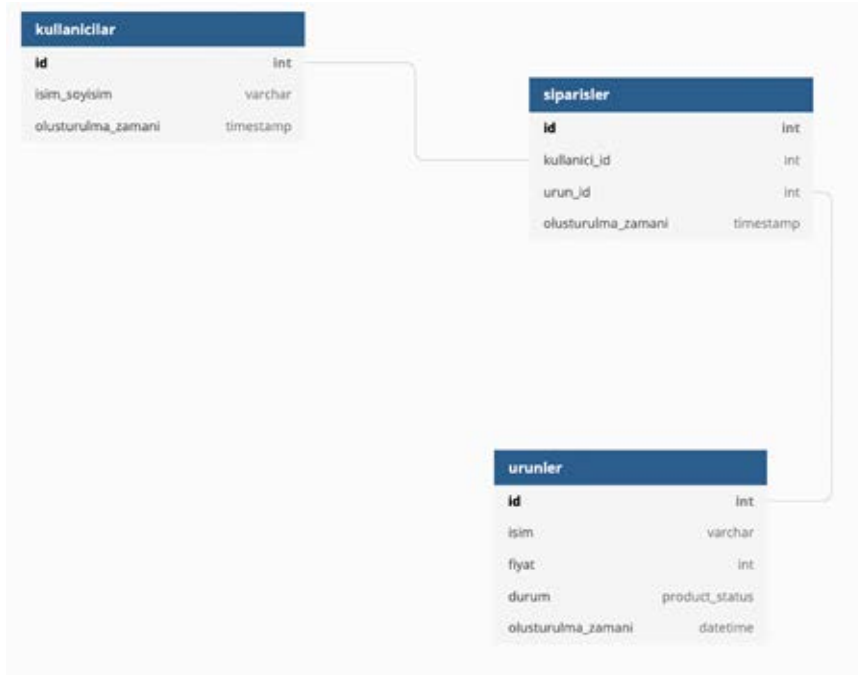 kullanicilar
id int
isim_soyisim varchar
olusturulma_zamani timestamp
siparisler
id int
kullanici_id int
urun_id int
olusturulma_zamani timestamp
urunler
id int
isim varchar
fiyat int
durum product_status
olusturulma_zamani datetime